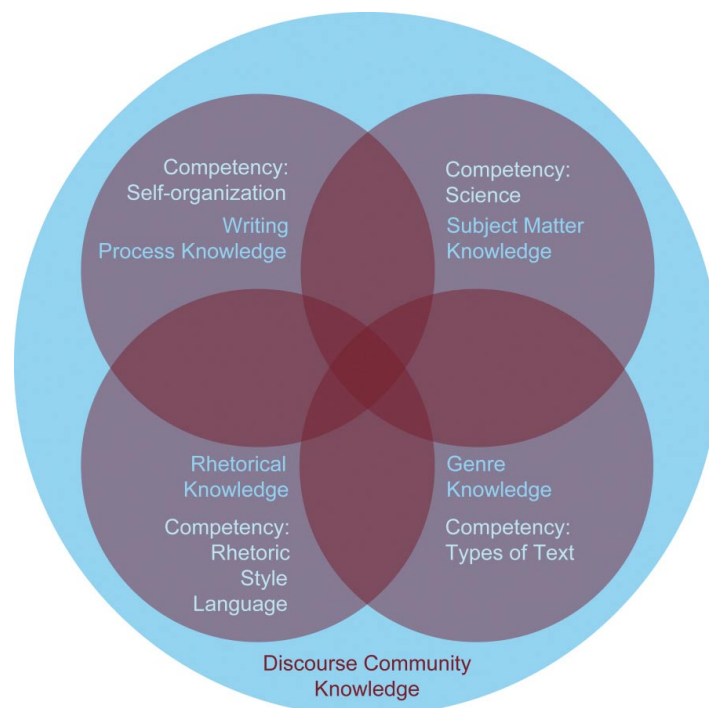 Competency:
Self-organization
Writing
Process Knowledge
Competency:
Science
Subject Matter
Knowledge
Rhetorical
Knowledge
Competency:
Rhetoric
Style
Language
Genre
Knowledge
Competency:
Types of Text
Discourse Community
Knowledge